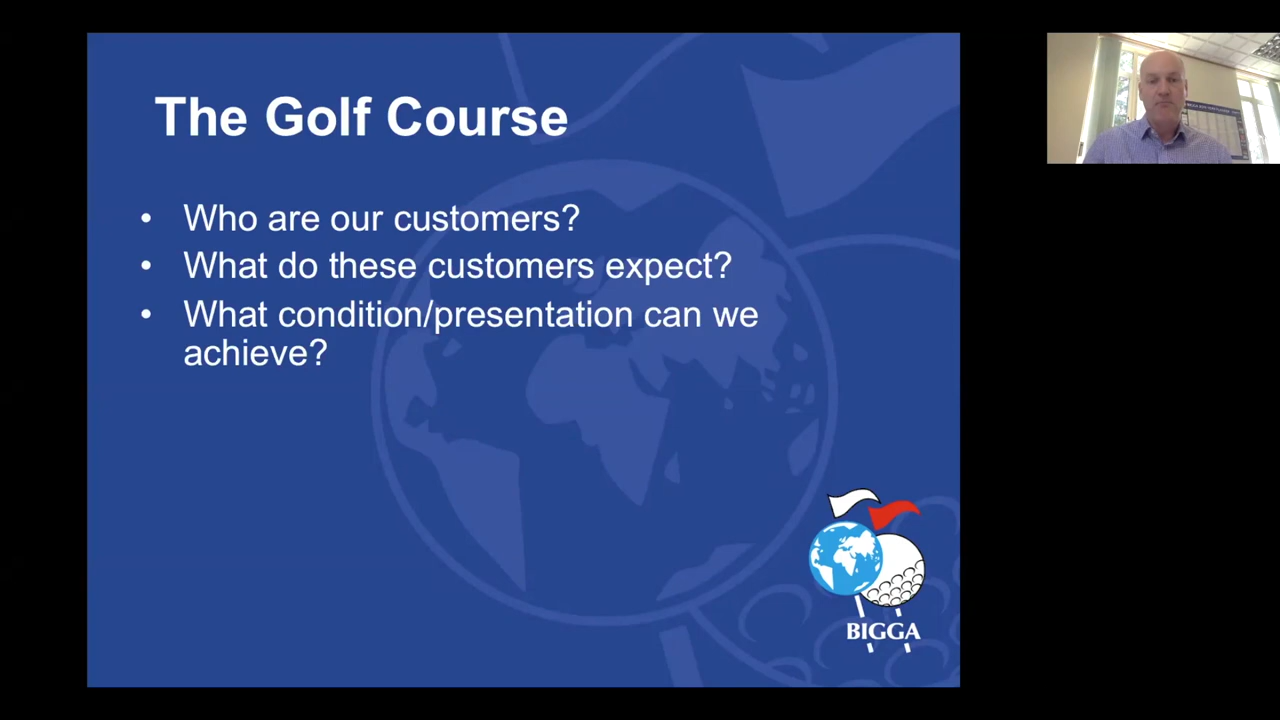 The Golf Course
• Who are our customers?
• What do these customers expect?
• What condition/presentation can we
achieve?
BIGGA